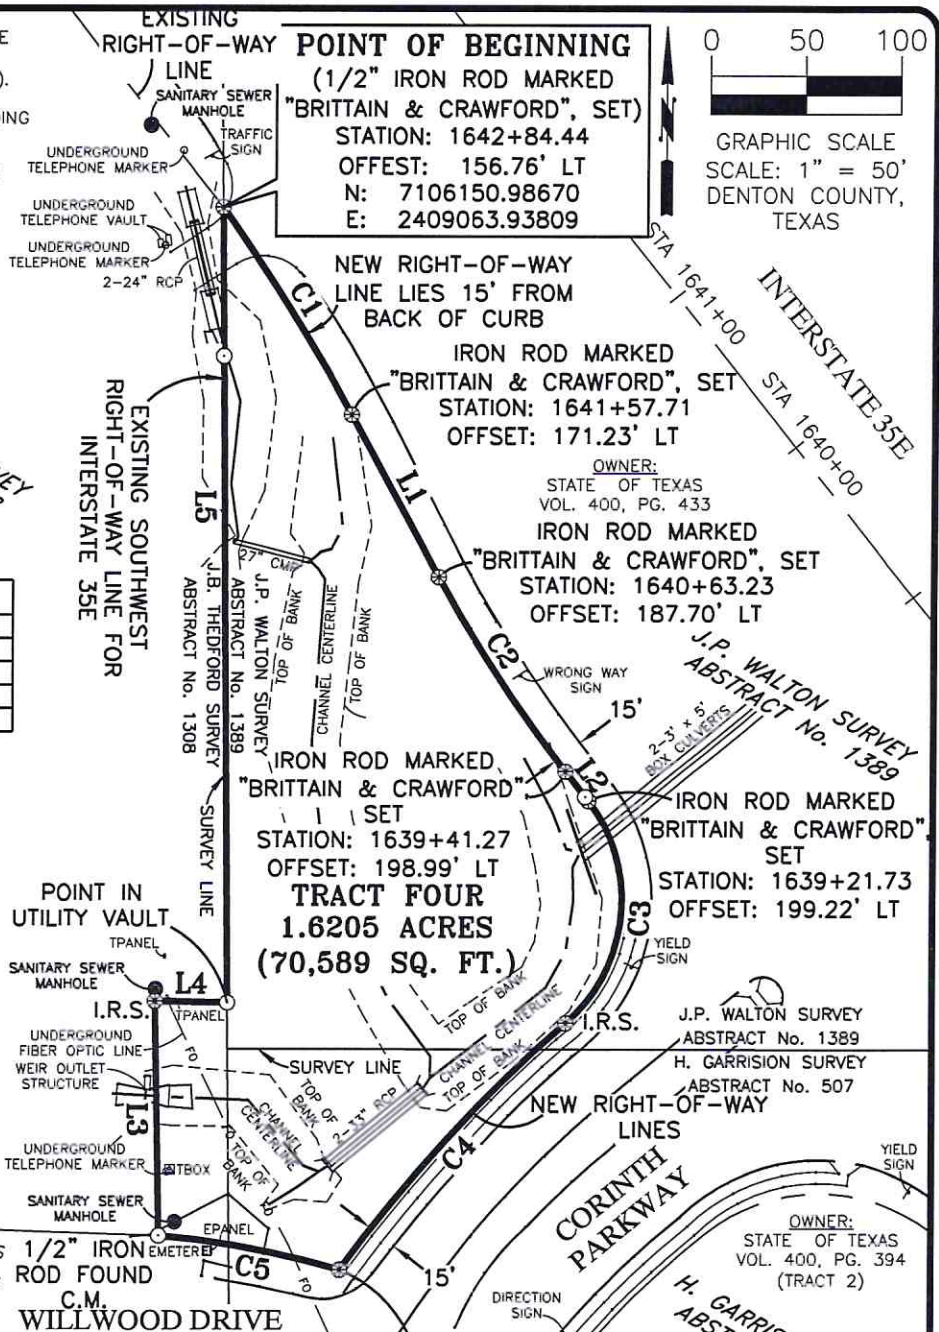 EXISTING
RIGHT-OF-WAY
LINE
SANITARY SEWER
MANHOLE
TRAFFIC
SIGN
UNDERGROUND
TELEPHONE MARKER
UNDERGROUND
TELEPHONE VAULT
UNDERGROUND
TELEPHONE MARKER
2-24" RCP
POINT OF BEGINNING
(1/2" IRON ROD MARKED
"BRITTAIN & CRAWFORD", SET)
STATION: 1642+84.44
OFFEST: 156.76' LT
N: 7106150.98670
E: 2409063.93809
N
0 50 100
GRAPHIC SCALE
SCALE: 1" = 50'
DENTON COUNTY,
TEXAS
STA 1641+00
INTERSTATE 35E
STA 1640+00
NEW RIGHT-OF-WAY
LINE LIES 15' FROM
BACK OF CURB
C1
IRON ROD MARKED
"BRITTAIN & CRAWFORD", SET
STATION: 1641+57.71
OFFSET: 171.23' LT
OWNER:
STATE OF TEXAS
VOL. 400, PG. 433
L1
IRON ROD MARKED
"BRITTAIN & CRAWFORD", SET
STATION: 1640+63.23
OFFSET: 187.70' LT
EXISTING SOUTHWEST
RIGHT-OF-WAY LINE FOR
INTERSTATE 35E
L5
27" CMP
J.P. WALTON SURVEY
ABSTRACT No. 1389
J.B. THEDFORD SURVEY
ABSTRACT No. 1308
TOP OF BANK
CHANNEL CENTERLINE
TOP OF BANK
C2
WRONG WAY
SIGN
15'
J.P. WALTON SURVEY
ABSTRACT No. 1389
2-3' x 5'
BOX CULVERTS
L2
IRON ROD MARKED
"BRITTAIN & CRAWFORD"
SET
STATION: 1639+41.27
OFFSET: 198.99' LT
IRON ROD MARKED
"BRITTAIN & CRAWFORD",
SET
STATION: 1639+21.73
OFFSET: 199.22' LT
SURVEY LINE
TRACT FOUR
1.6205 ACRES
(70,589 SQ. FT.)
C3
YIELD
SIGN
POINT IN
UTILITY VAULT
TPANEL
SANITARY SEWER
MANHOLE
L4
I.R.S.
TPANEL
UNDERGROUND
FIBER OPTIC LINE
FO
WEIR OUTLET
STRUCTURE
TOP OF BANK
CHANNEL CENTERLINE
TOP OF BANK
I.R.S.
J.P. WALTON SURVEY
ABSTRACT No. 1389
H. GARRISION SURVEY
ABSTRACT No. 507
SURVEY LINE
L3
TOP OF
BANK
CHANNEL
CENTERLINE
2-33" RCP
FO
TOP OF
BANK
NEW RIGHT-OF-WAY
LINES
C4
UNDERGROUND
TELEPHONE MARKER
TBOX
SANITARY SEWER
MANHOLE
FO
EPANEL
EMETER
C5
FO
1/2" IRON
ROD FOUND
C.M.
WILLWOOD DRIVE
15'
CORINTH
PARKWAY
YIELD
SIGN
OWNER:
STATE OF TEXAS
VOL. 400, PG. 394
(TRACT 2)
DIRECTION
SIGN